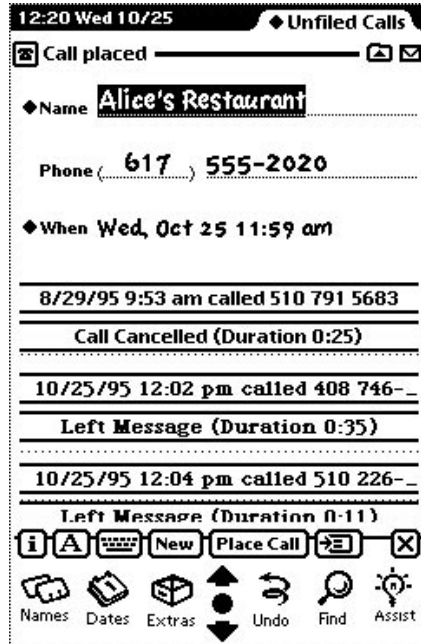 12:20 Wed 10/25 ◆Unfiled Calls
Call placed
◆Name Alice's Restaurant
Phone ( 617 ) 555-2020
◆When Wed, Oct 25 11:59 am
8/29/95 9:53 am called 510 791 5683
Call Cancelled (Duration 0:25)
10/25/95 12:02 pm called 408 746-…
Left Message (Duration 0:35)
10/25/95 12:04 pm called 510 226-…
Left Message (Duration 0:11)
i A New Place Call X
Names Dates Extras Undo Find Assist